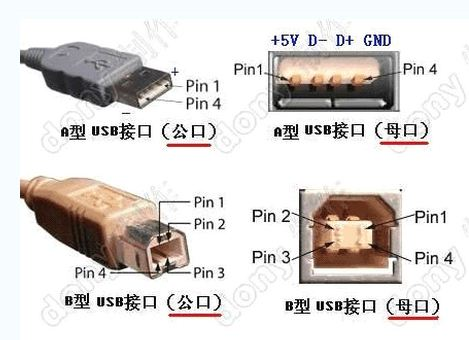 +5V D- D+ GND
+
Pin 1
Pin 4
−
Pin1
Pin 4
A型 USB接口（公口）
A型 USB接口（母口）
Pin 1
Pin 2
Pin 4
Pin 3
Pin 2
Pin1
Pin 3
Pin 4
B型 USB接口（公口）
B型 USB接口（母口）
dony 制作